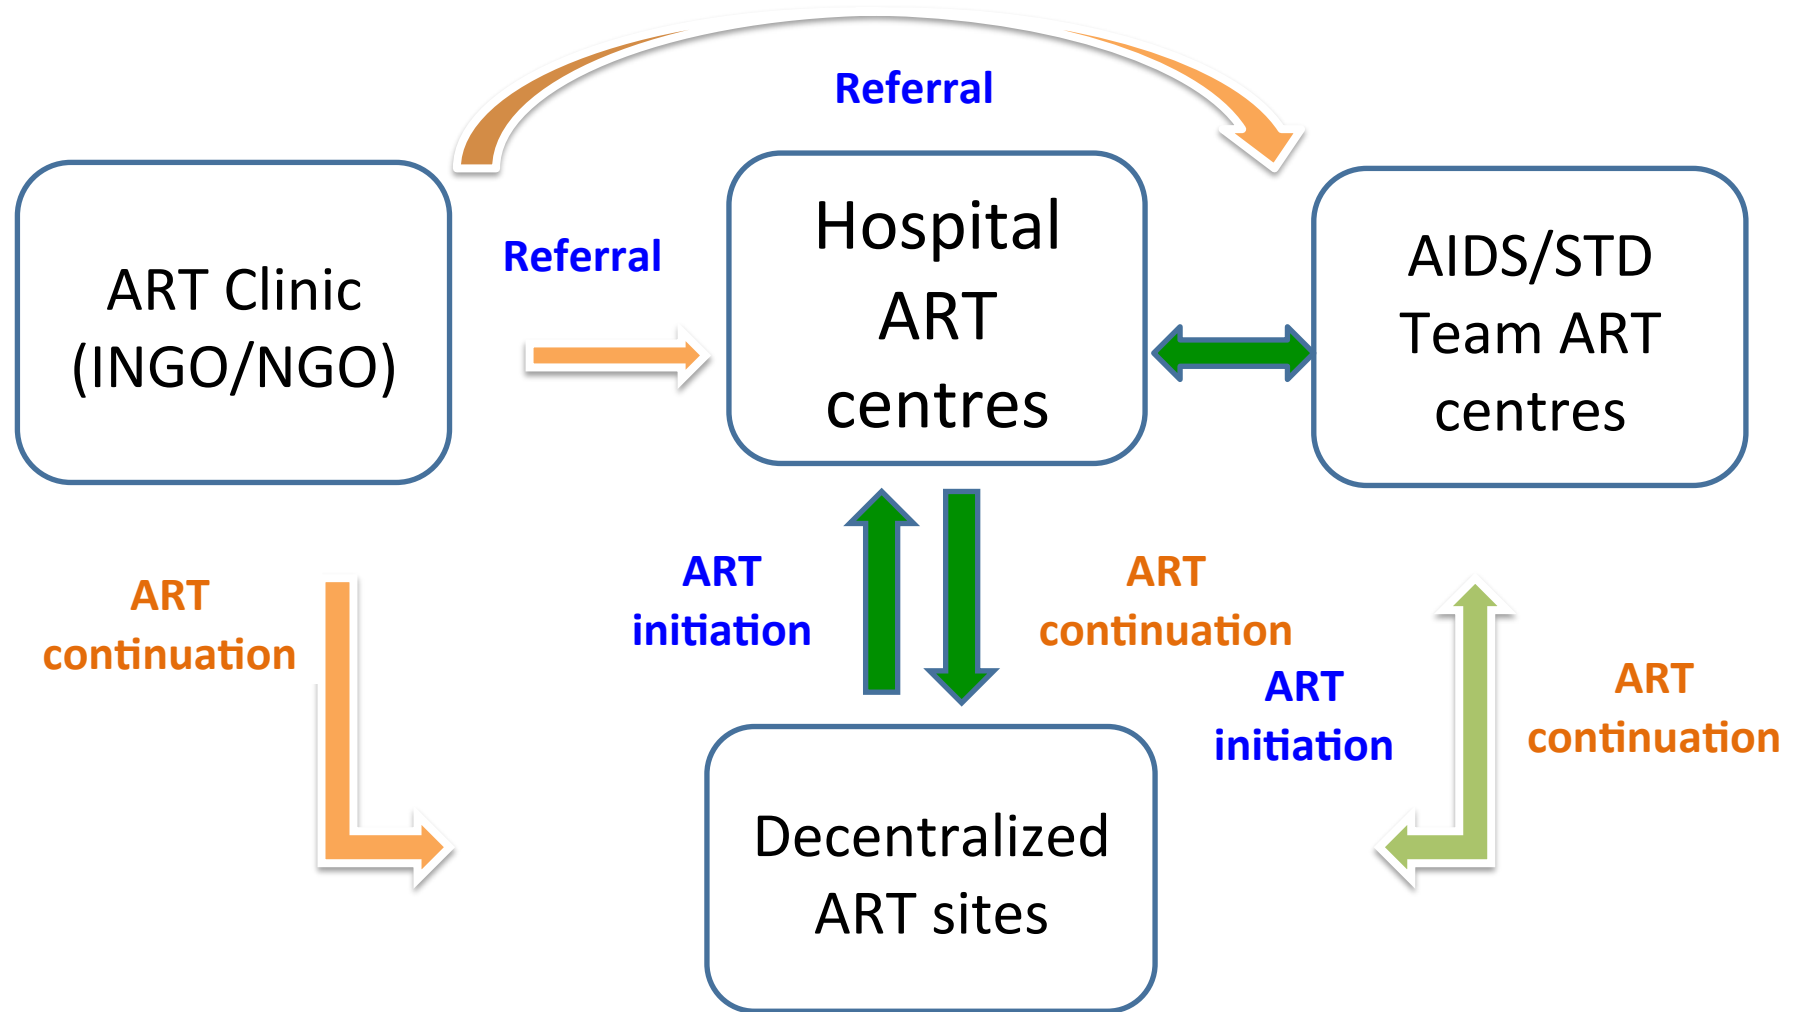 Referral
ART Clinic
(INGO/NGO)
Referral
Hospital
ART
centres
AIDS/STD
Team ART
centres
ART
continuation
ART
initiation
ART
continuation
ART
initiation
ART
continuation
Decentralized
ART sites